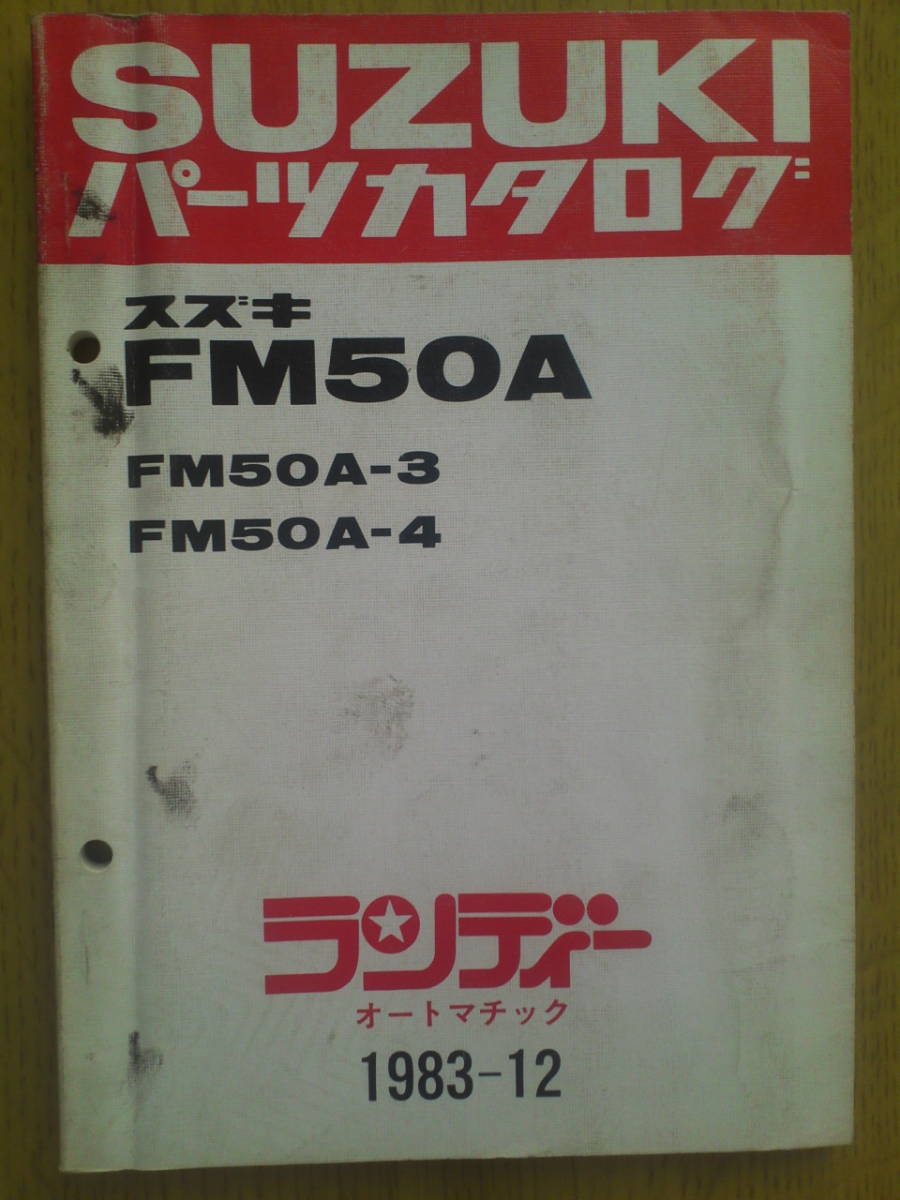 SUZUKI
パーツカタログ
スズキ
FM50A
FM50A-3
FM50A-4
ランディー
オートマチック
1983-12